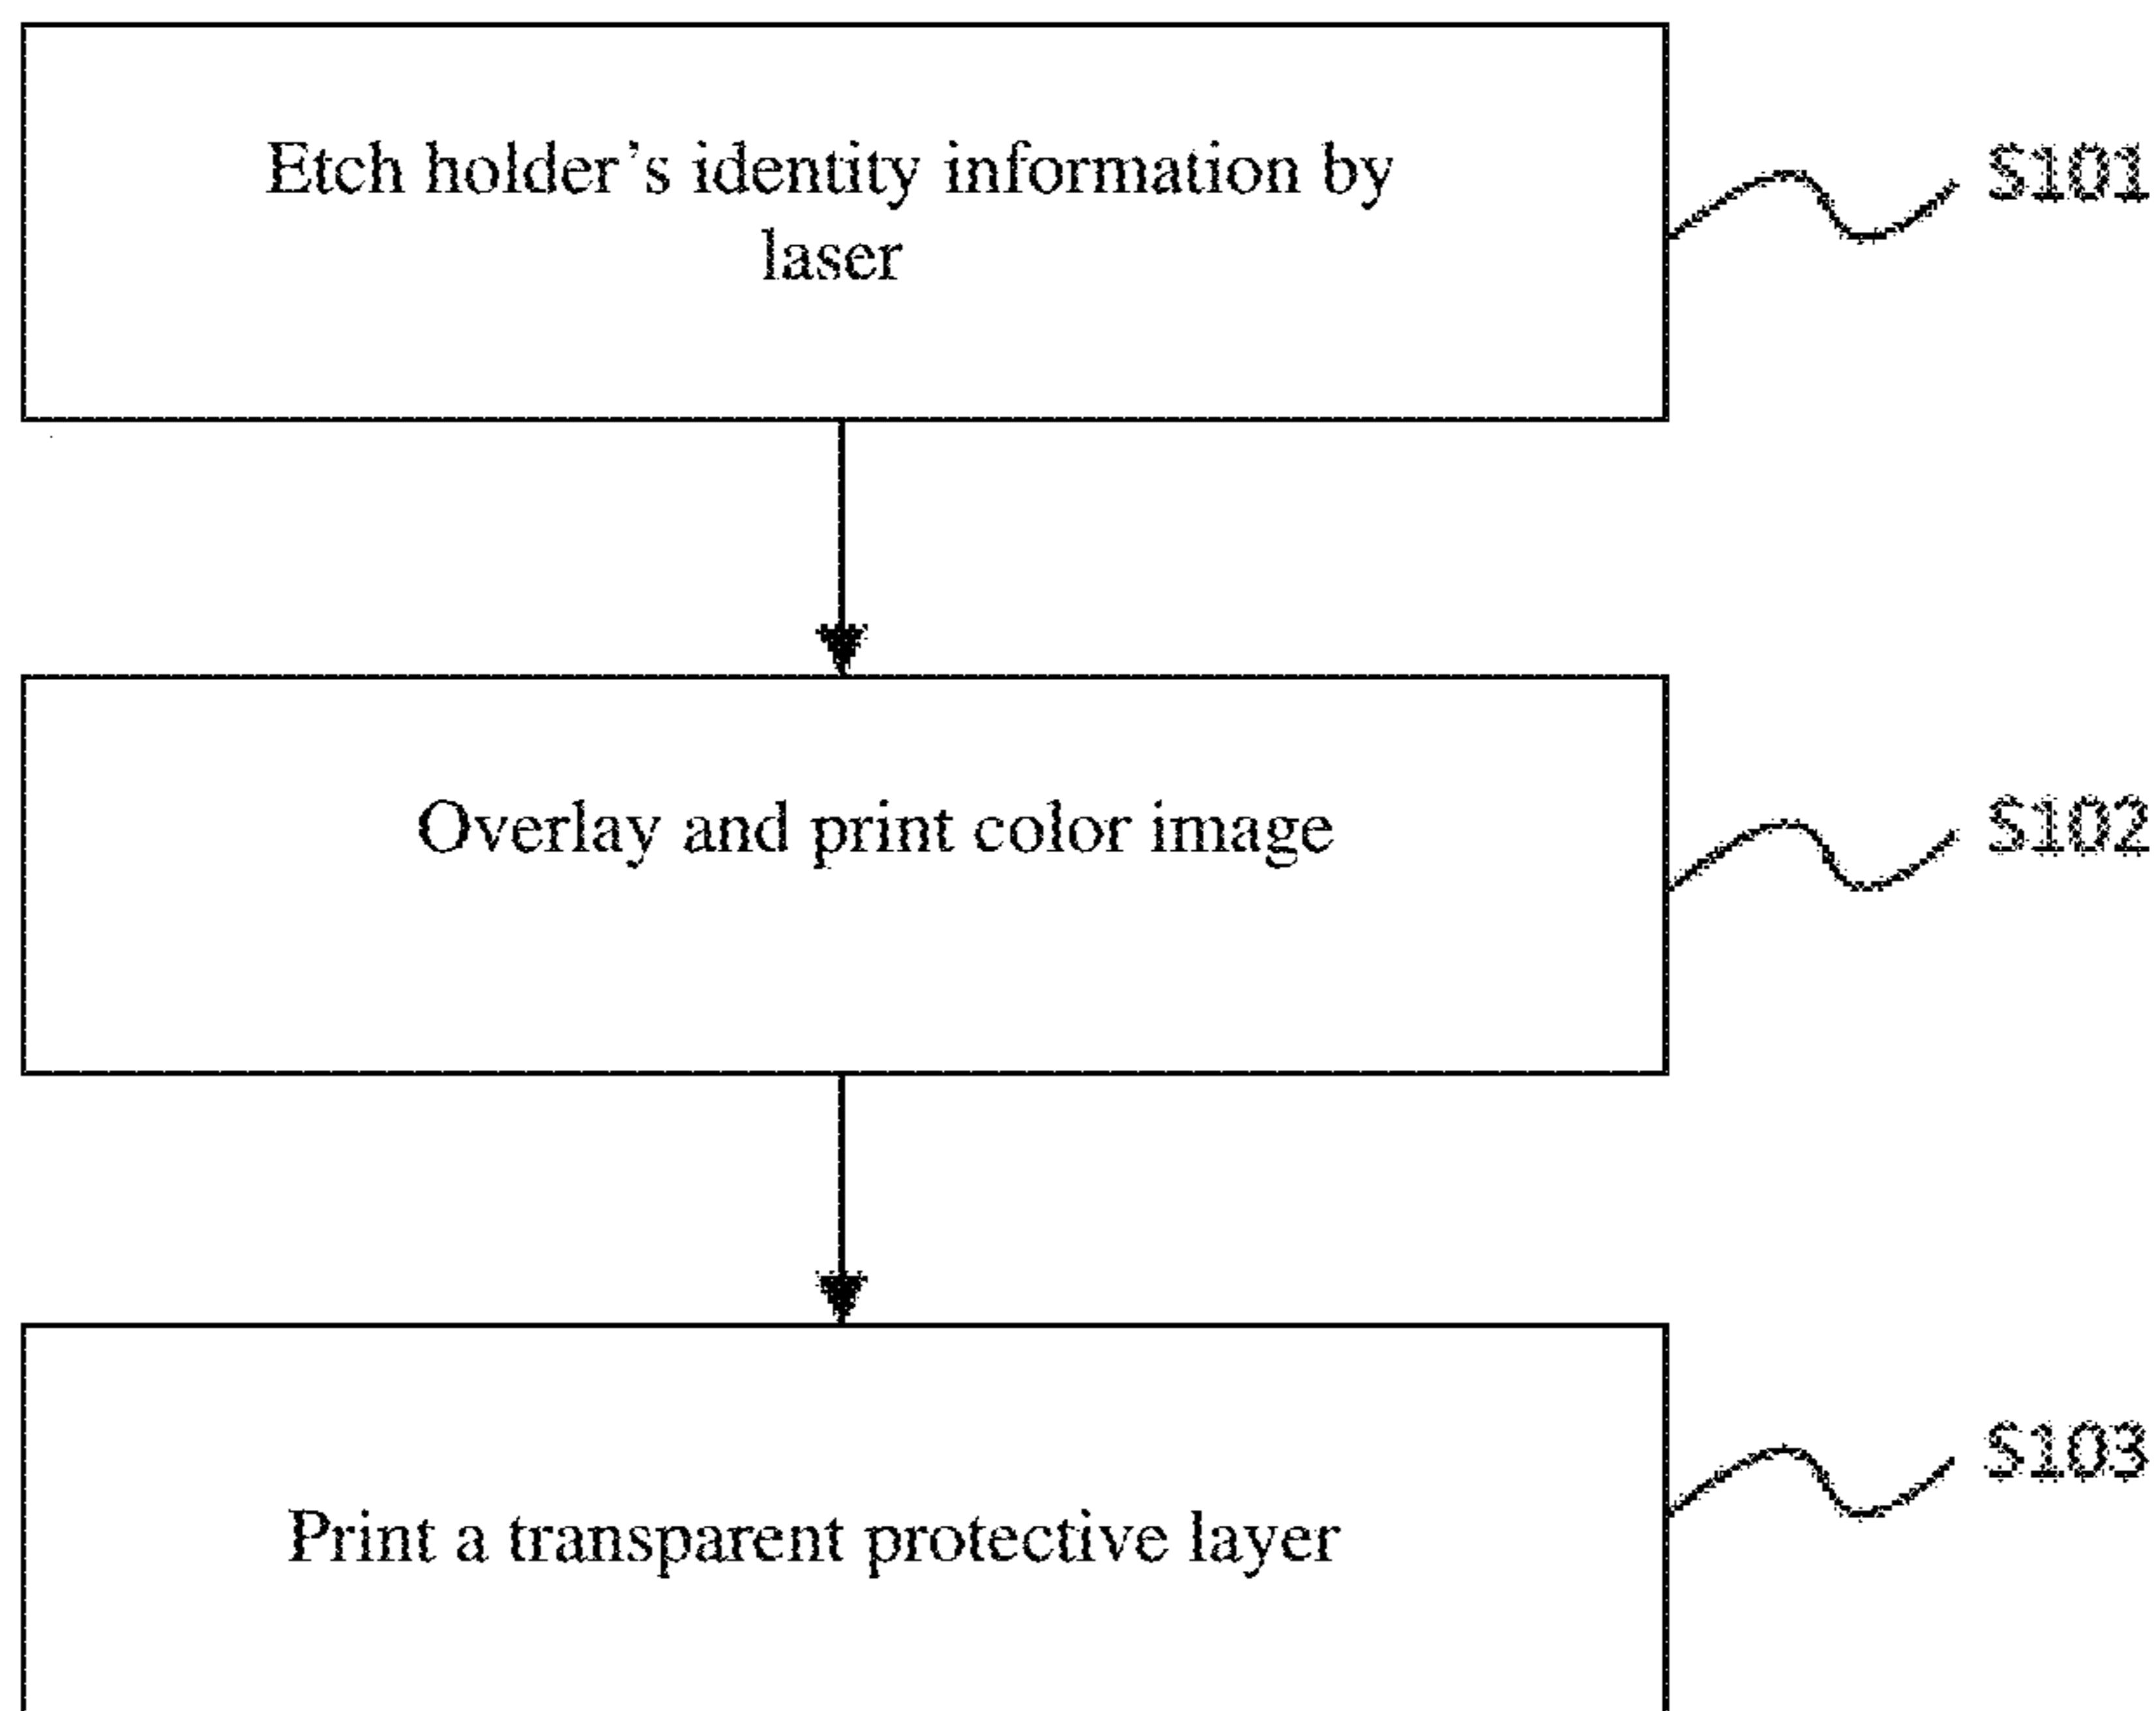 Etch holder's identity information by
laser
S101
Overlay and print color image
S102
S103
Print a transparent protective layer